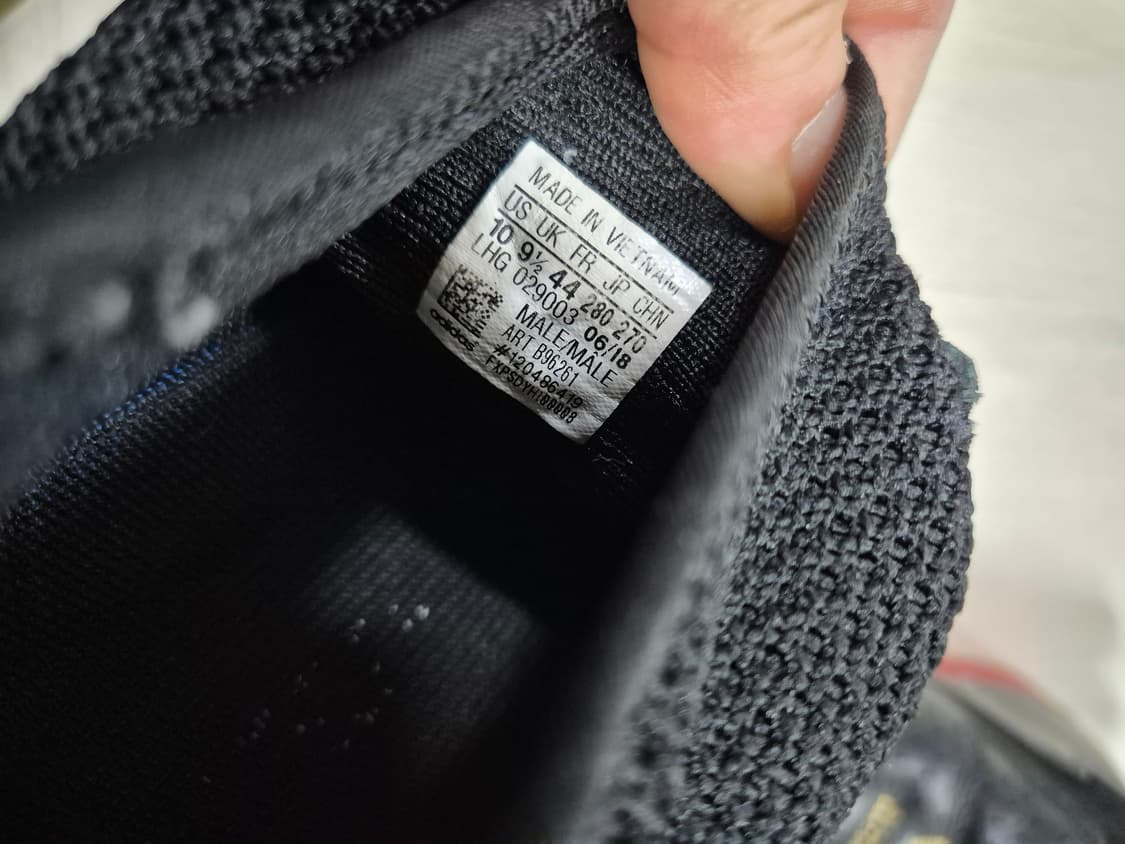 MADE IN VIETNAM
US UK FR JP CHN
10 9½ 44 280 270
LHG 029003 06/18
MALE/MÂLE
ART B96261
#120486419
adidas